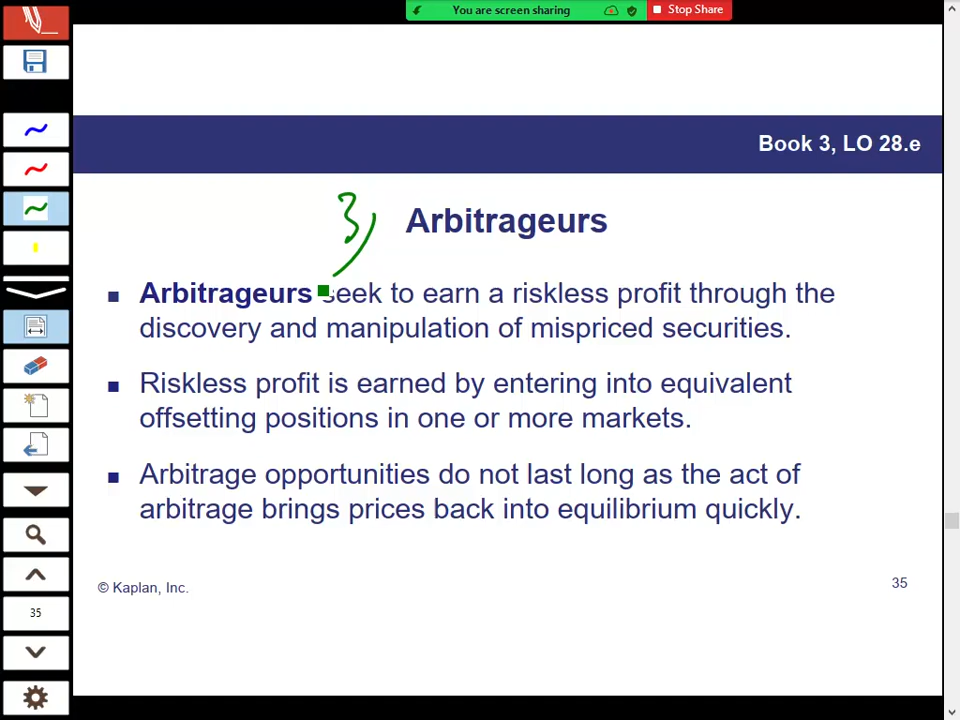 You are screen sharing
Stop Share
Book 3, LO 28.e
3)
Arbitrageurs
Arbitrageurs seek to earn a riskless profit through the
discovery and manipulation of mispriced securities.
Riskless profit is earned by entering into equivalent
offsetting positions in one or more markets.
Arbitrage opportunities do not last long as the act of
arbitrage brings prices back into equilibrium quickly.
© Kaplan, Inc.
35
35